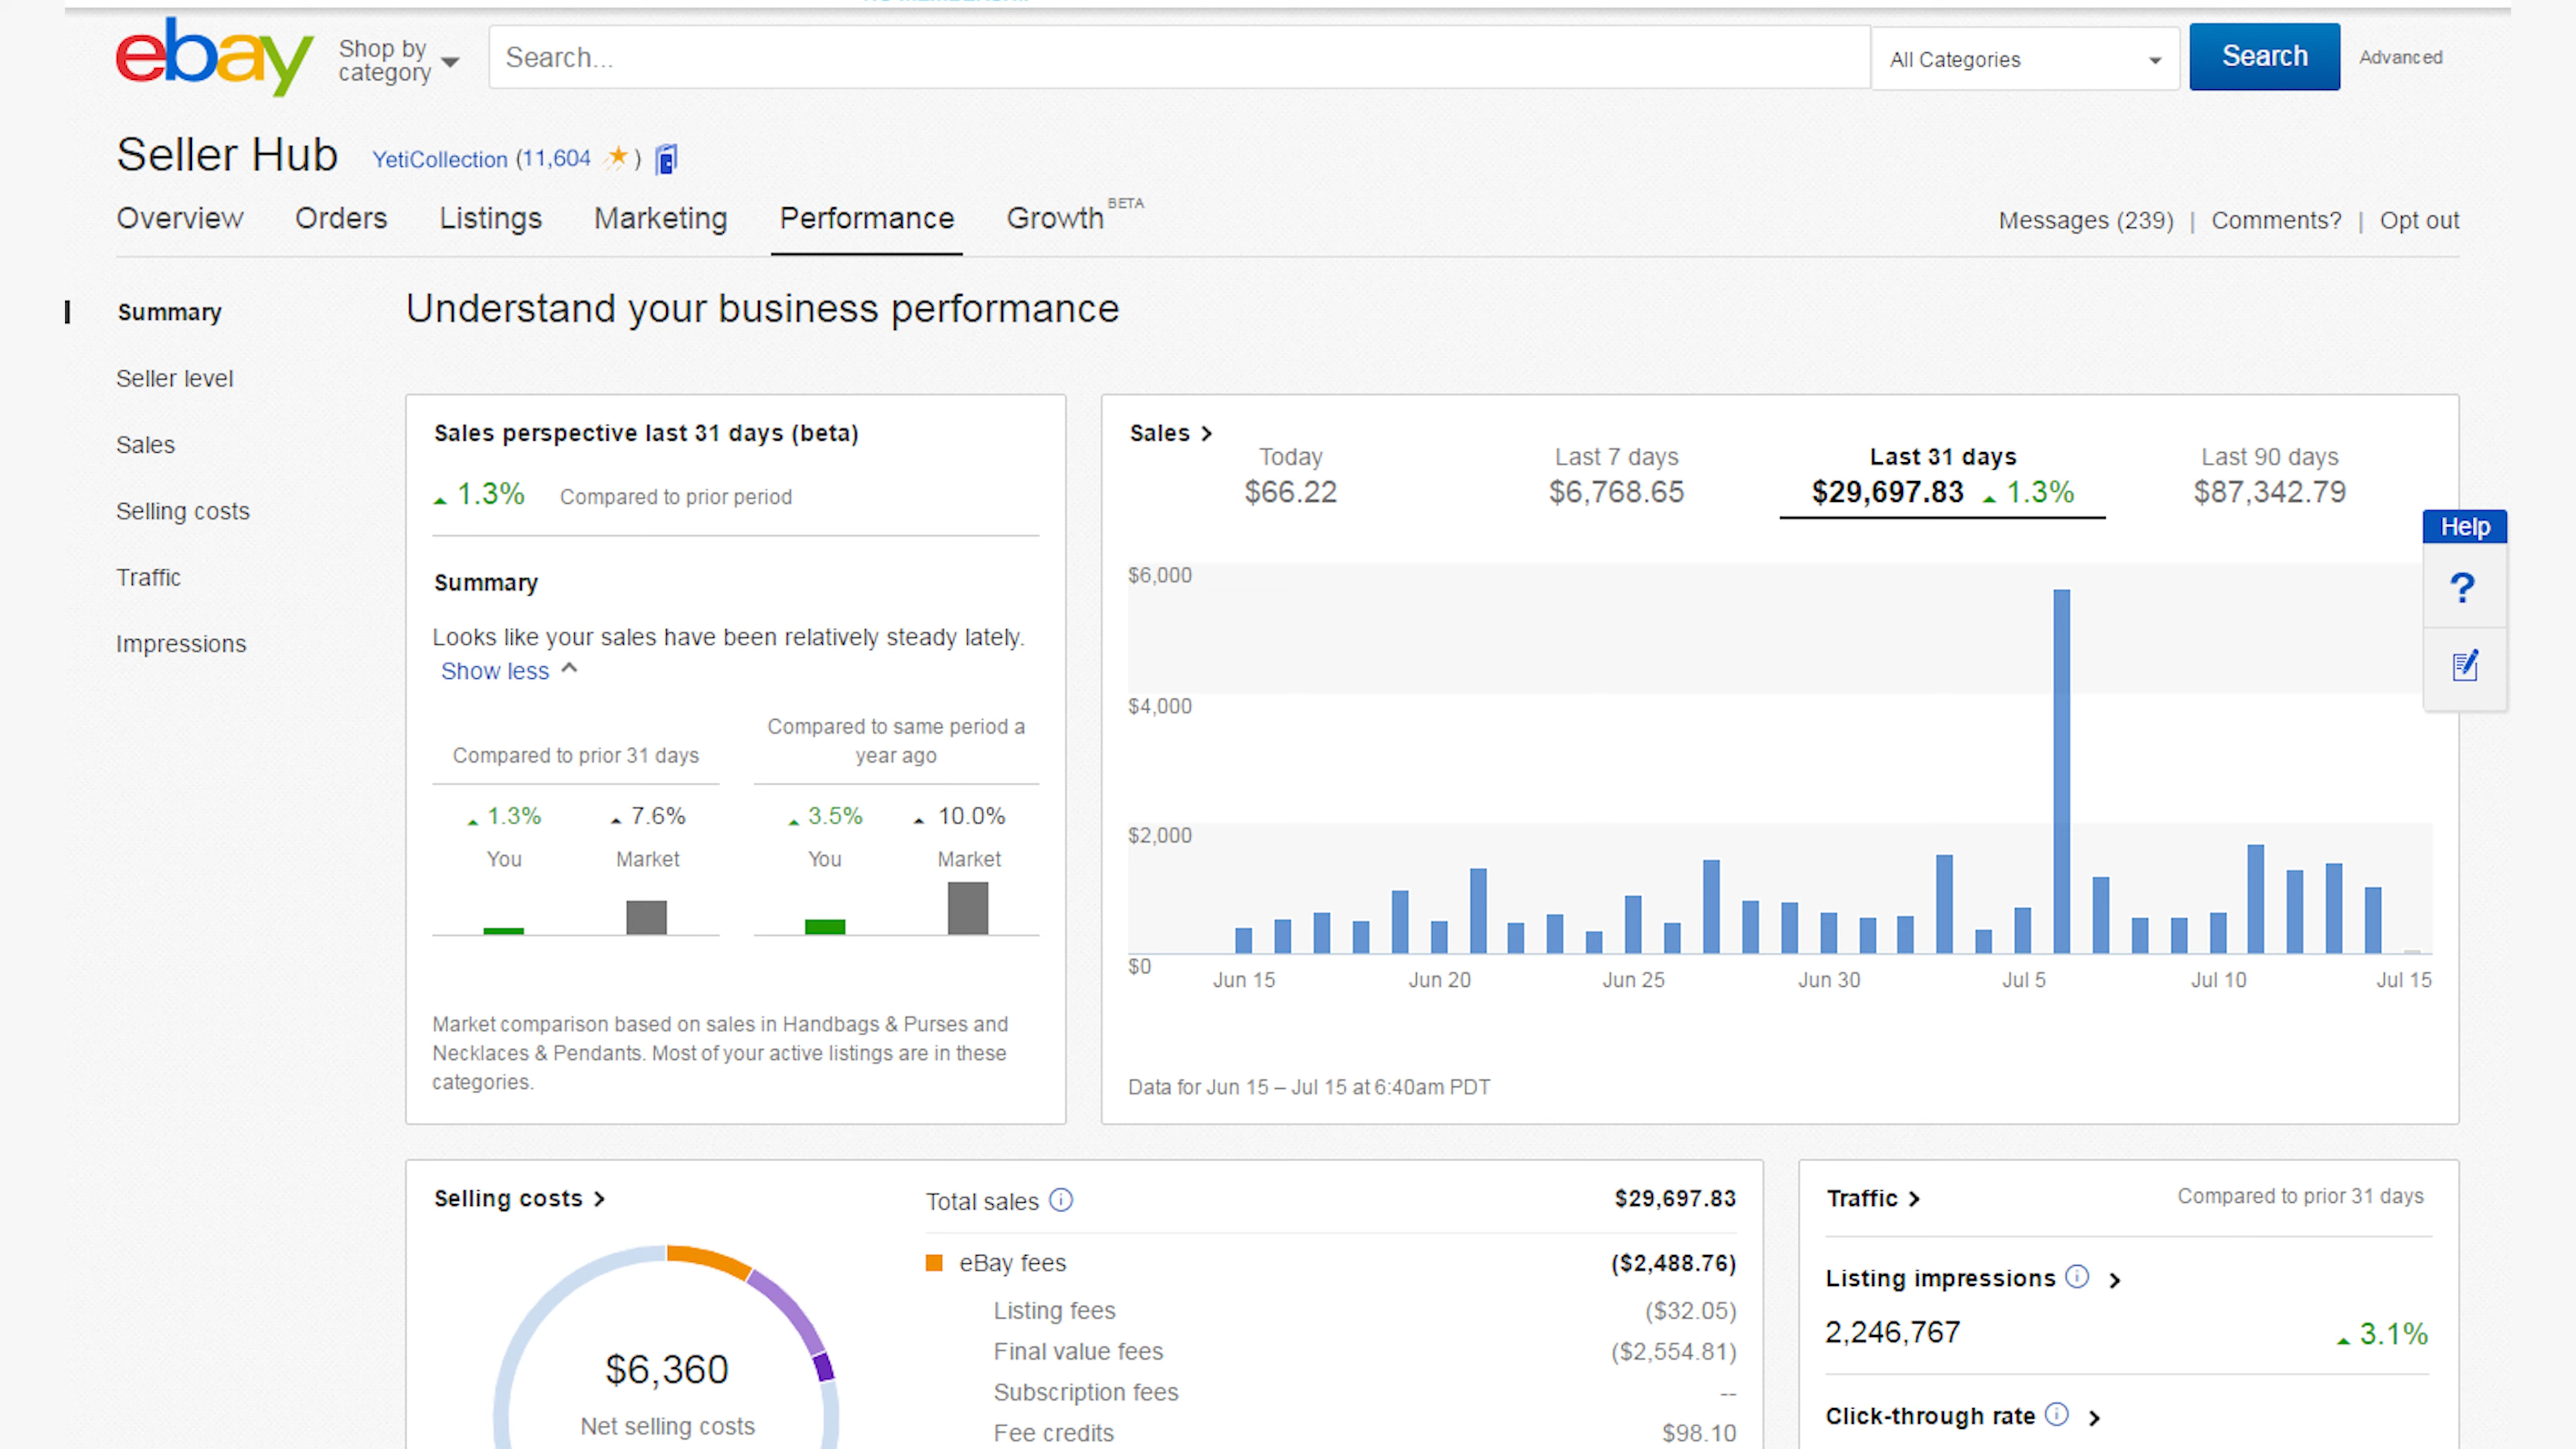 ebay
Shop by
category
Search...
All Categories
Search
Advanced
Seller Hub
YetiCollection (11,604 )
Overview
Orders
Listings
Marketing
Performance
Growth BETA
Messages (239) | Comments? | Opt out
Summary
Seller level
Sales
Selling costs
Traffic
Impressions
Understand your business performance
Sales perspective last 31 days (beta)
1.3% Compared to prior period
Summary
Looks like your sales have been relatively steady lately.
Show less
Compared to prior 31 days
Compared to same period a
year ago
1.3% 7.6% 3.5% 10.0%
You Market You Market
Market comparison based on sales in Handbags & Purses and
Necklaces & Pendants. Most of your active listings are in these
categories.
Sales
Today Last 7 days Last 31 days Last 90 days
$66.22 $6,768.65 $29,697.83 1.3% $87,342.79
$6,000
$4,000
$2,000
$0
Jun 15 Jun 20 Jun 25 Jun 30 Jul 5 Jul 10 Jul 15
Data for Jun 15 – Jul 15 at 6:40am PDT
Help
?
Selling costs
$6,360
Net selling costs
Total sales $29,697.83
eBay fees ($2,488.76)
Listing fees ($32.05)
Final value fees ($2,554.81)
Subscription fees --
Fee credits $98.10
Traffic Compared to prior 31 days
Listing impressions
2,246,767 3.1%
Click-through rate